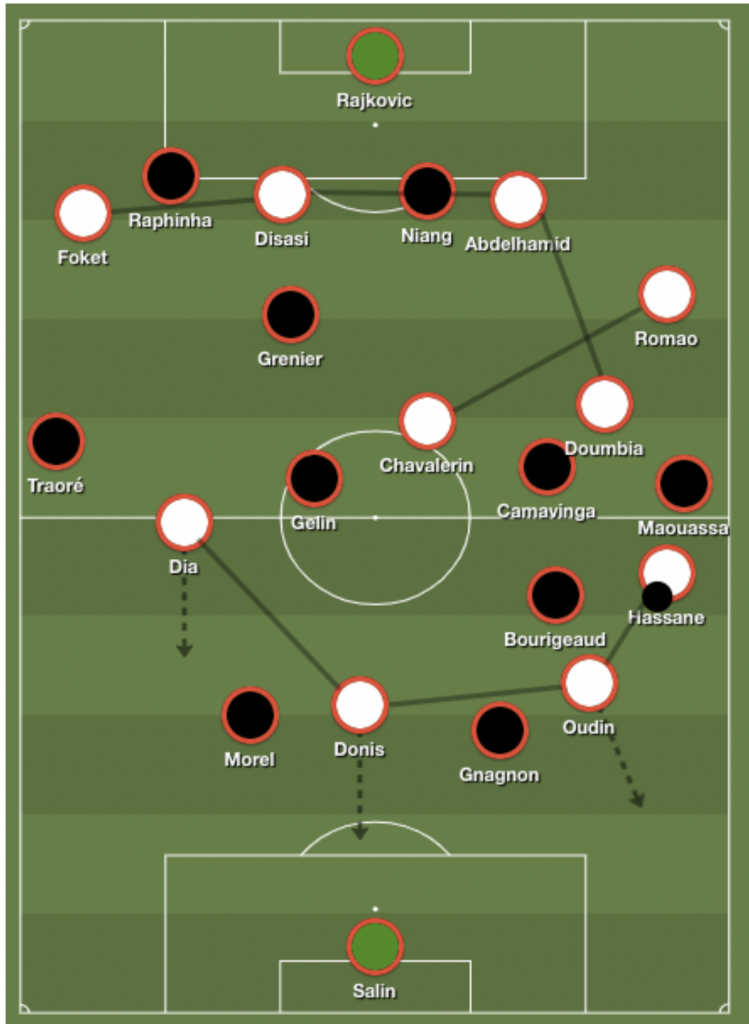 Rajkovic
Raphinha
Foket
Disasi
Niang
Abdelhamid
Romao
Grenier
Doumbia
Chavalerin
Traoré
Gelin
Camavinga
Maouassa
Dia
Hassane
Bourigeaud
Oudin
Morel
Donis
Gnagnon
Salin